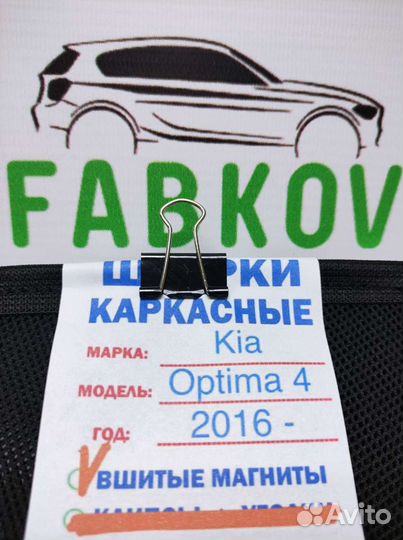 FABKOV
КАРКАСНЫЕ
МАРКА: Kia
МОДЕЛЬ: Optima 4
ГОД: 2016 -
ВШИТЫЕ МАГНИТЫ
Avito